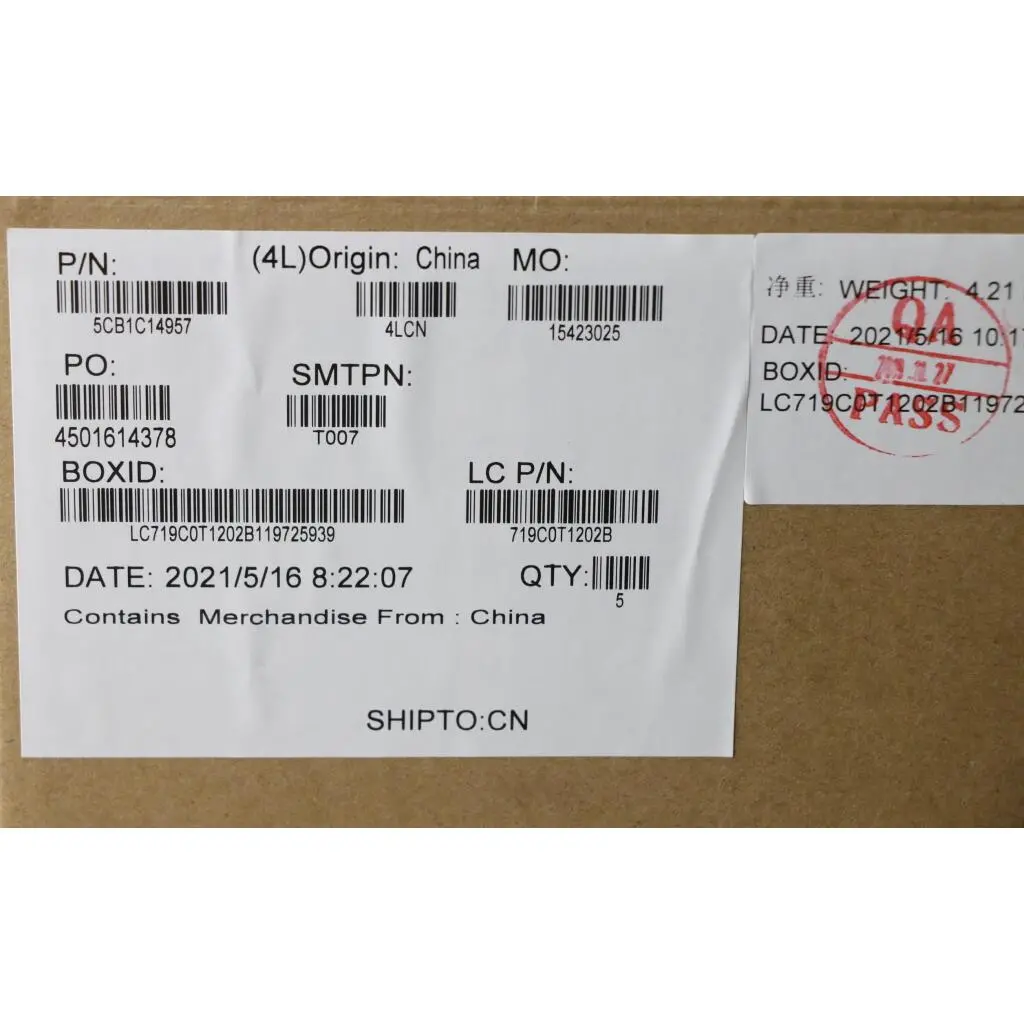 P/N: (4L)Origin: China MO:
5CB1C14957 4LCN 15423025
PO: SMTPN:
4501614378 T007
BOXID: LC P/N:
LC719C0T1202B119725939 719C0T1202B
DATE: 2021/5/16 8:22:07 QTY:
5
Contains Merchandise From : China
SHIPTO:CN
净重: WEIGHT: 4.21
DATE: 2021/5/16 10:1
BOXID:
LC719C0T1202B11972
QA
PASS